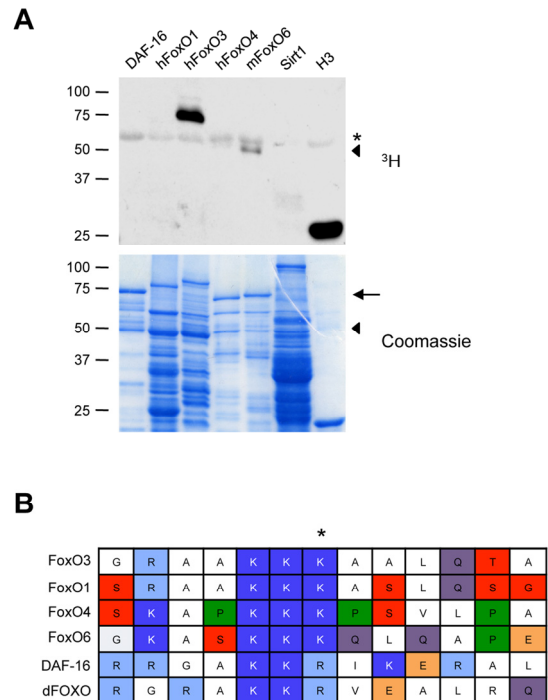 A
DAF-16 hFoxO1 hFoxO3 hFoxO4 mFoxO6 Sirt1 H3
100
75
*
50
³H
37
25
100
75
50
Coomassie
37
25
B
*
FoxO3 G R A A K K K A A L Q T A
FoxO1 S R A A K K K A S L Q S G
FoxO4 S K A P K K K P S V L P A
FoxO6 G K A S K K K Q L Q A P E
DAF-16 R R G A K K R I K E R A L
dFOXO R G R A K K R V E A L R Q